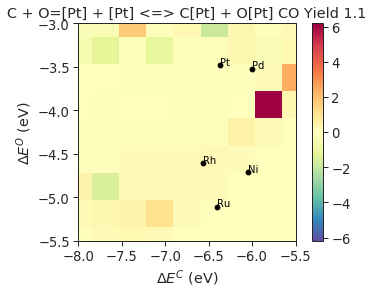 C + O=[Pt] + [Pt] <=> C[Pt] + O[Pt] CO Yield 1.1
−3.0
−3.5
−4.0
−4.5
−5.0
−5.5
ΔE^O (eV)
Pt
Pd
Rh
Ni
Ru
−8.0 −7.5 −7.0 −6.5 −6.0 −5.5
ΔE^C (eV)
6
4
2
0
−2
−4
−6